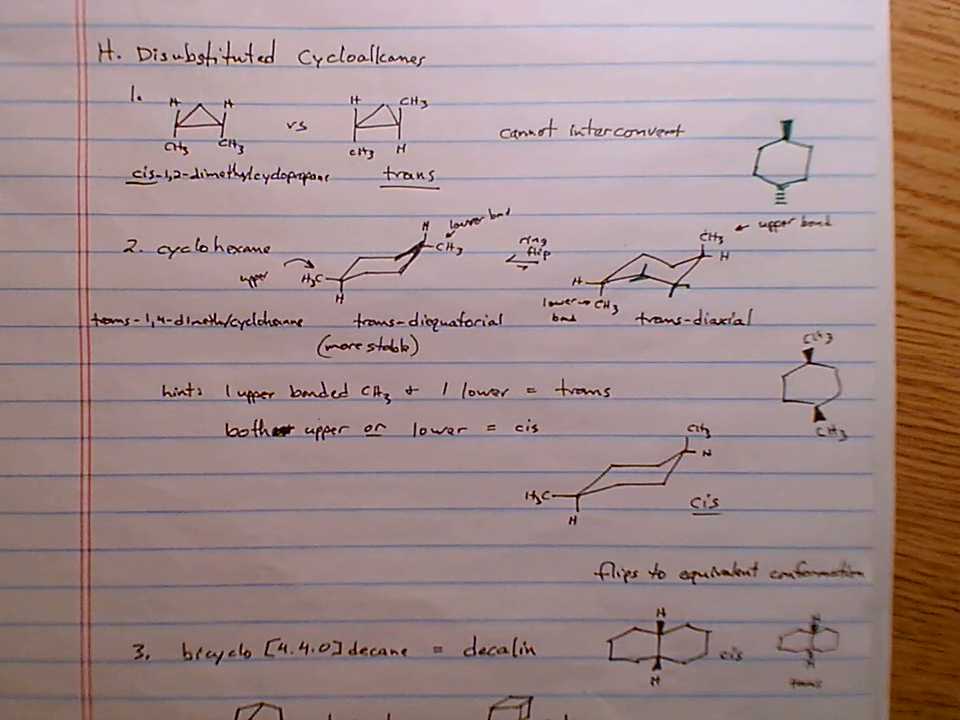 H. Disubstituted Cycloalkanes
1.
H H H CH3
vs
cannot interconvert
CH3 CH3 CH3 H
cis-1,2-dimethylcyclopropane trans
2. cyclohexane
H
lower bond
CH3
upper
H3C
H
ring
flip
CH3
upper bond
H
H
lower
bond
CH3
trans-1,4-dimethylcyclohexane trans-diequatorial trans-diaxial
(more stable)
CH3
hint: 1 upper bonded CH3 + 1 lower = trans
CH3
both upper or lower = cis
CH3
H
H3C
H
cis
flips to equivalent conformation
3. bicyclo [4.4.0] decane = decalin
H
H
cis
H
H
trans